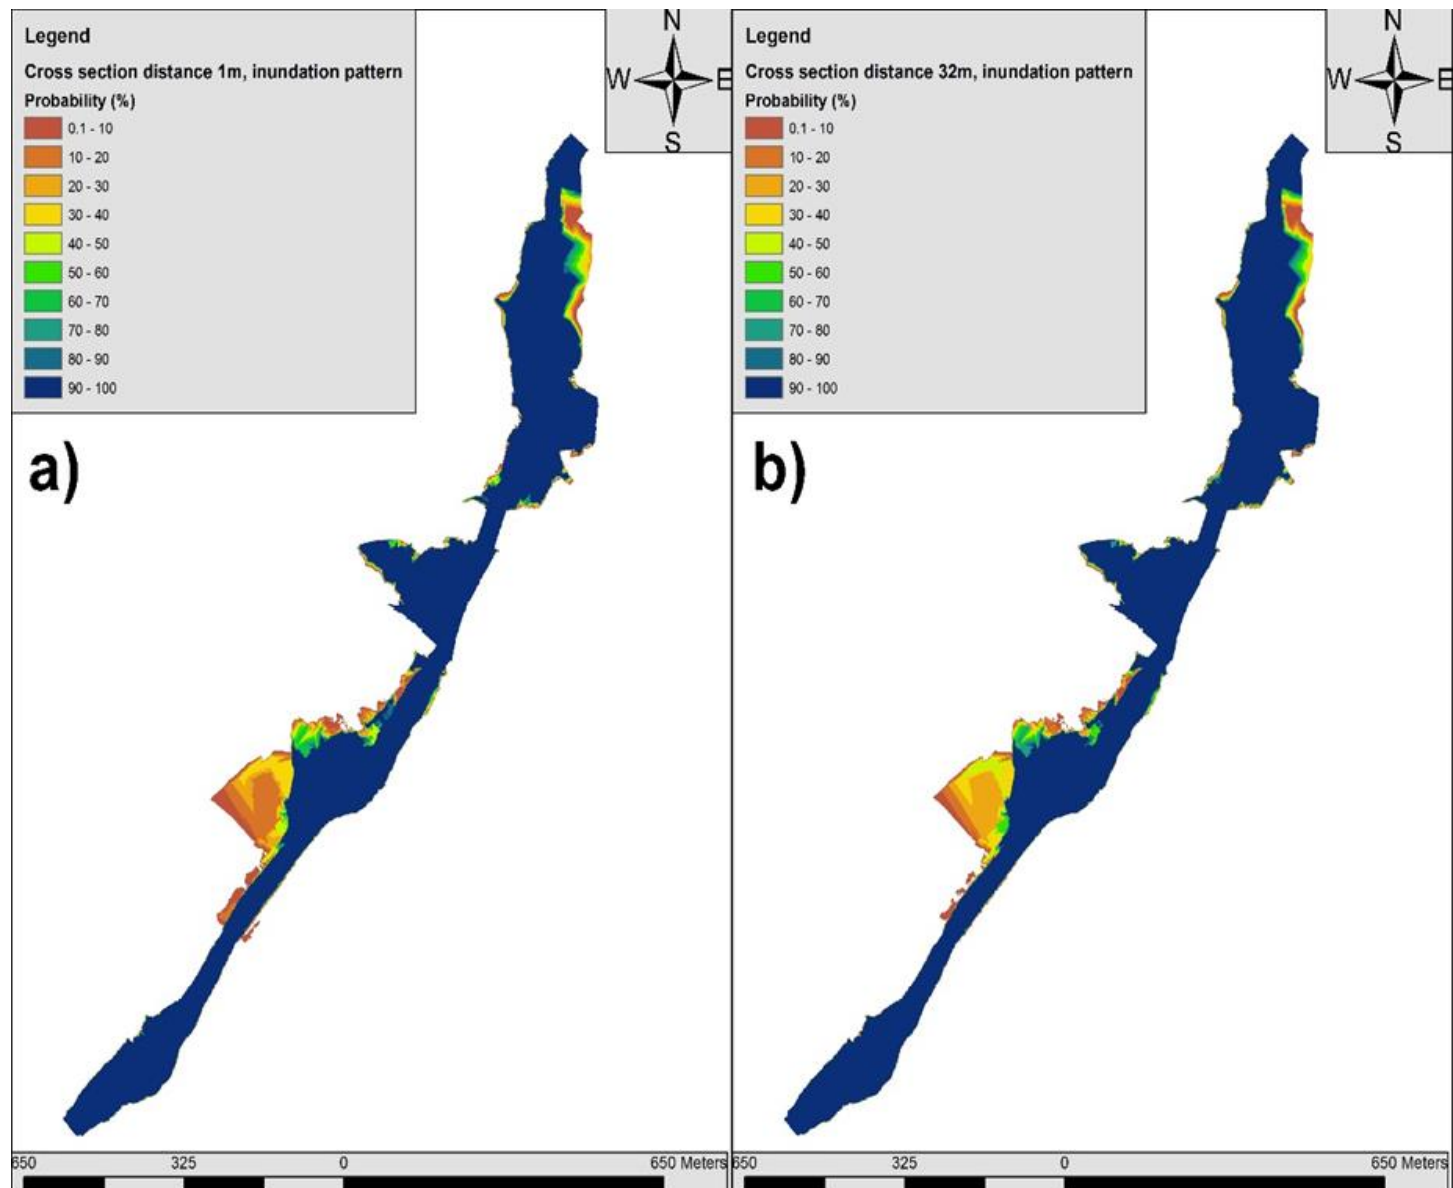 Legend
Cross section distance 1m, inundation pattern
Probability (%)
0.1 - 10
10 - 20
20 - 30
30 - 40
40 - 50
50 - 60
60 - 70
70 - 80
80 - 90
90 - 100
N
W E
S
a)
650 325 0 650 Meters
Legend
Cross section distance 32m, inundation pattern
Probability (%)
0.1 - 10
10 - 20
20 - 30
30 - 40
40 - 50
50 - 60
60 - 70
70 - 80
80 - 90
90 - 100
N
W E
S
b)
650 325 0 650 Meters